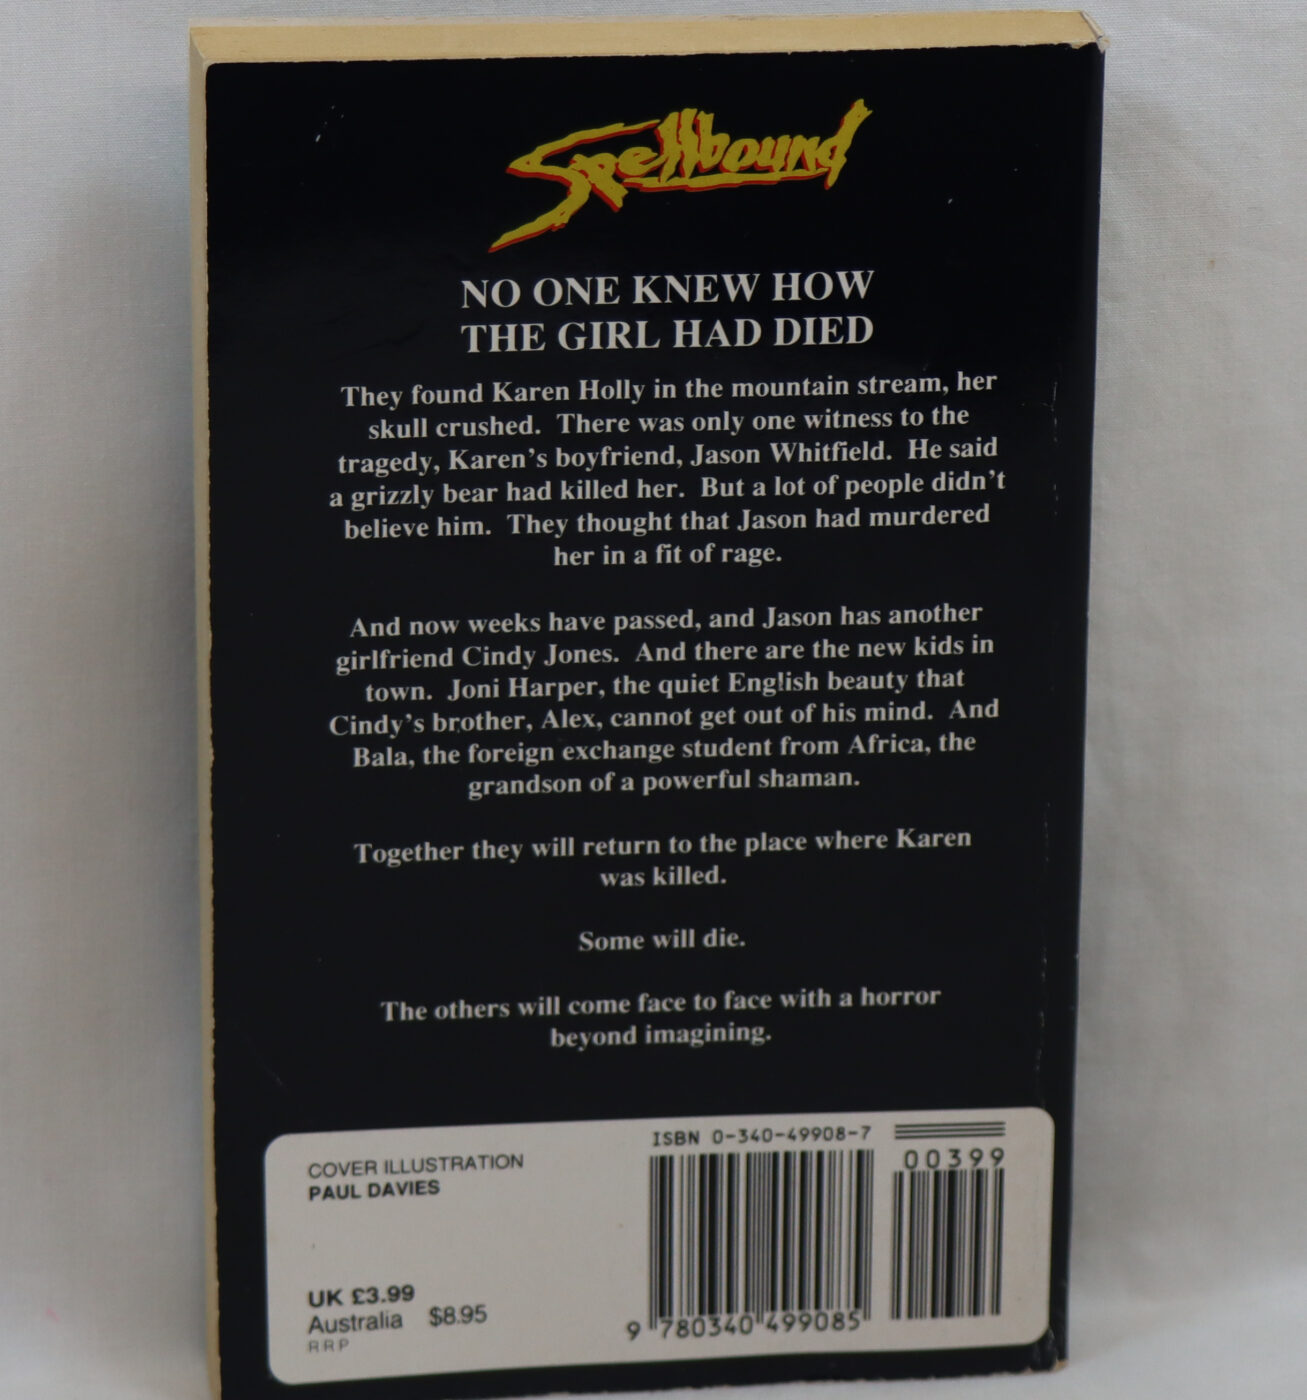 Spellbound
NO ONE KNEW HOW
THE GIRL HAD DIED
They found Karen Holly in the mountain stream, her
skull crushed. There was only one witness to the
tragedy, Karen's boyfriend, Jason Whitfield. He said
a grizzly bear had killed her. But a lot of people didn't
believe him. They thought that Jason had murdered
her in a fit of rage.
And now weeks have passed, and Jason has another
girlfriend Cindy Jones. And there are the new kids in
town. Joni Harper, the quiet English beauty that
Cindy's brother, Alex, cannot get out of his mind. And
Bala, the foreign exchange student from Africa, the
grandson of a powerful shaman.
Together they will return to the place where Karen
was killed.
Some will die.
The others will come face to face with a horror
beyond imagining.
COVER ILLUSTRATION
PAUL DAVIES
UK £3.99
Australia $8.95
RRP
ISBN 0-340-49908-7
00399
9 780340 499085